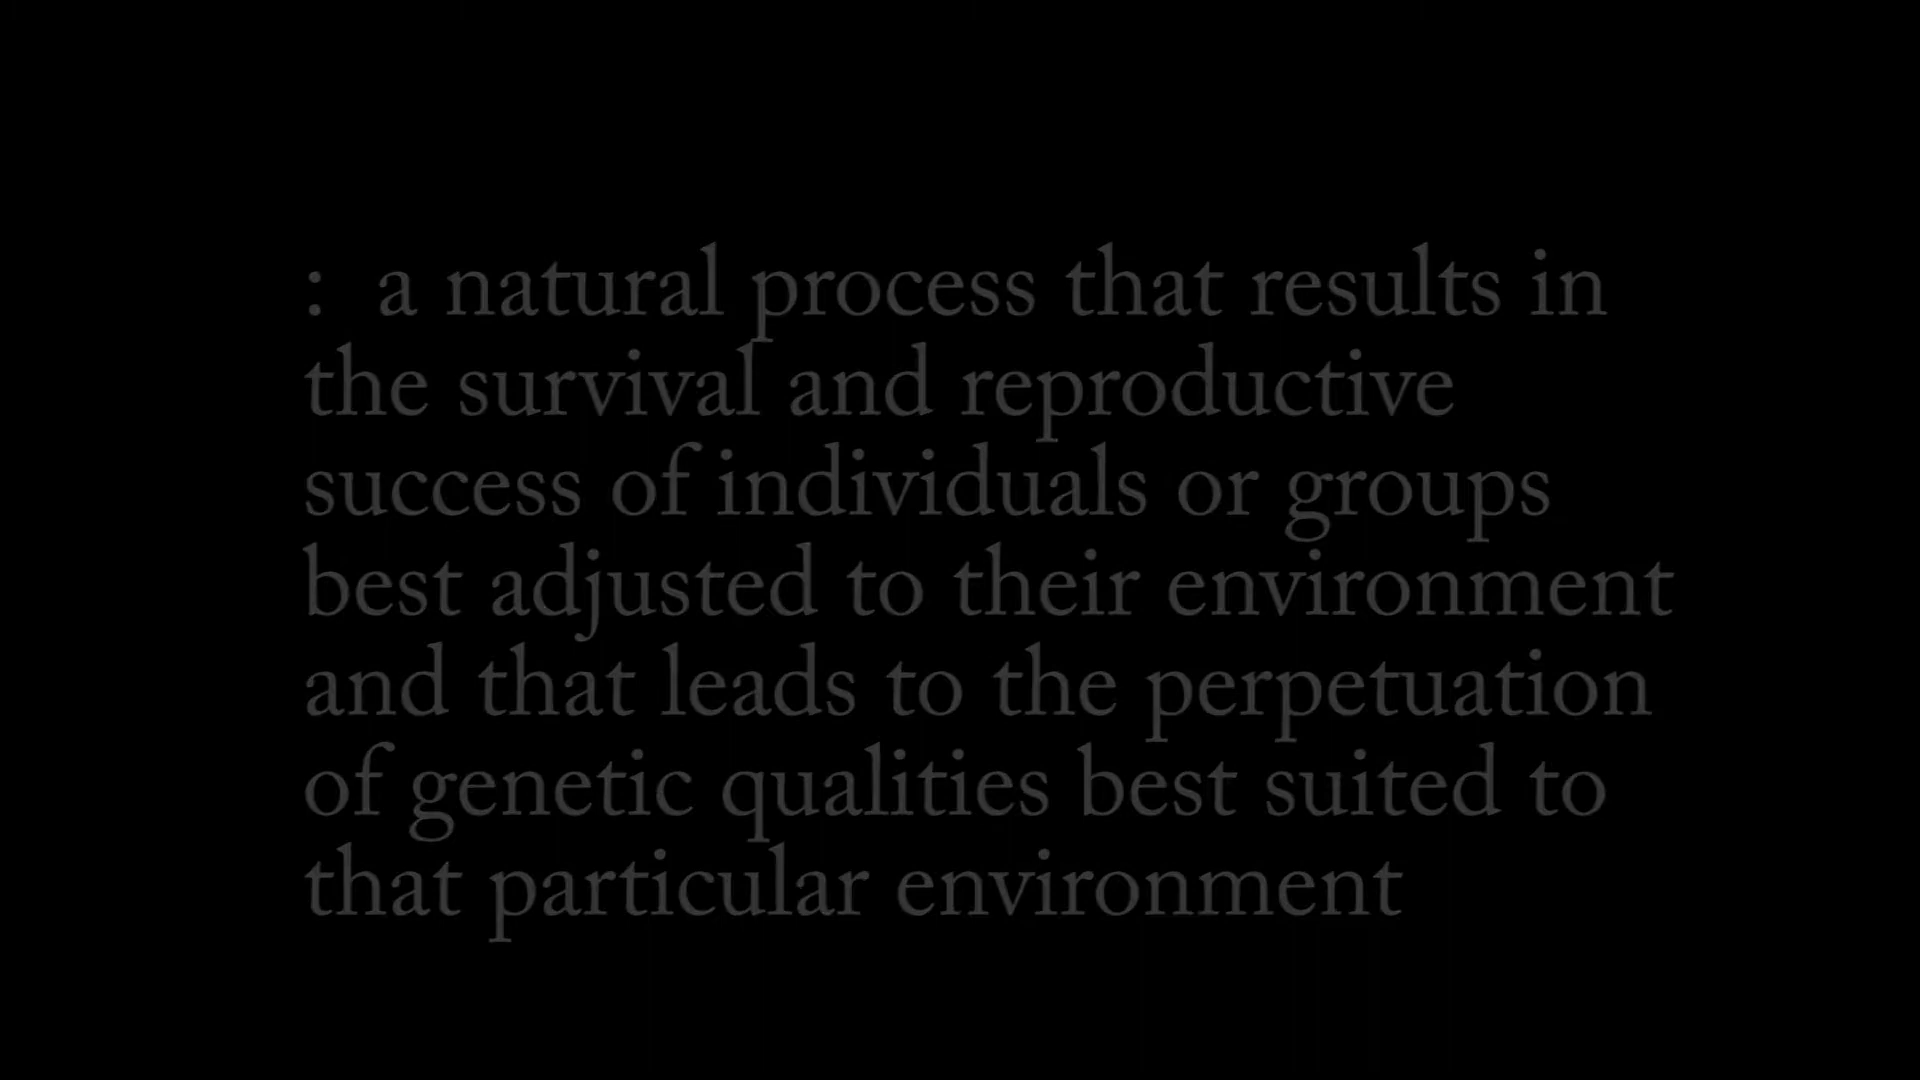 : a natural process that results in
the survival and reproductive
success of individuals or groups
best adjusted to their environment
and that leads to the perpetuation
of genetic qualities best suited to
that particular environment